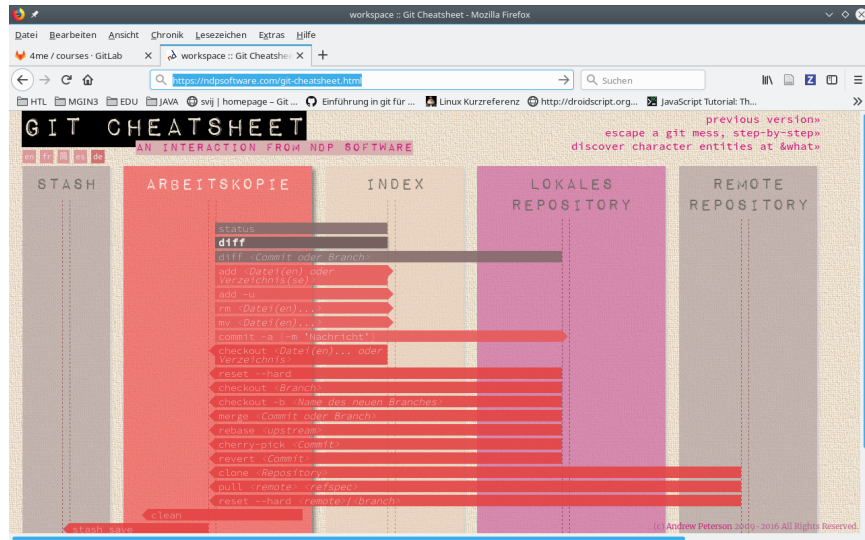 workspace :: Git Cheatsheet - Mozilla Firefox
Datei Bearbeiten Ansicht Chronik Lesezeichen Extras Hilfe
4me / courses · GitLab
workspace :: Git Cheatshe
https://ndpsoftware.com/git-cheatsheet.html
Suchen
HTL MGIN3 EDU JAVA svij | homepage – Git ... Einführung in git für ... Linux Kurzreferenz http://droidscript.org... JavaScript Tutorial: Th...
GIT CHEATSHEET
AN INTERACTION FROM NDP SOFTWARE
previous version»
escape a git mess, step-by-step»
discover character entities at &what»
en fr es de
STASH
ARBEITSKOPIE
INDEX
LOKALES
REPOSITORY
REMOTE
REPOSITORY
status
diff
diff <Commit oder Branch>
add <Datei(en) oder
Verzeichnis(se)>
add -u
rm <Datei(en)...>
mv <Datei(en)...>
commit -a [-m 'Nachricht']
checkout <Datei(en)... oder
Verzeichnis>
reset --hard
checkout <Branch>
checkout -b <Name des neuen Branches>
merge <Commit oder Branch>
rebase <upstream>
cherry-pick <Commit>
revert <Commit>
clone <Repository>
pull <remote> <refspec>
reset --hard <remote>/<branch>
clean
stash save
(c) Andrew Peterson 2009-2016 All Rights Reserved.